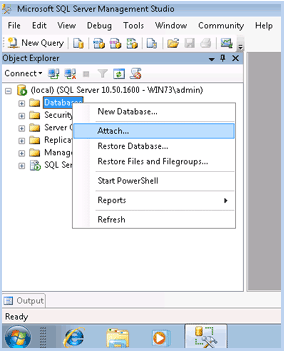 Microsoft SQL Server Management Studio
File Edit View Debug Tools Window Community Help
New Query
Object Explorer
Connect
(local) (SQL Server 10.50.1600 - WIN73\admin)
Databases
Security
Server O
Replica
Manage
SQL Ser
New Database...
Attach...
Restore Database...
Restore Files and Filegroups...
Start PowerShell
Reports
Refresh
Output
Ready